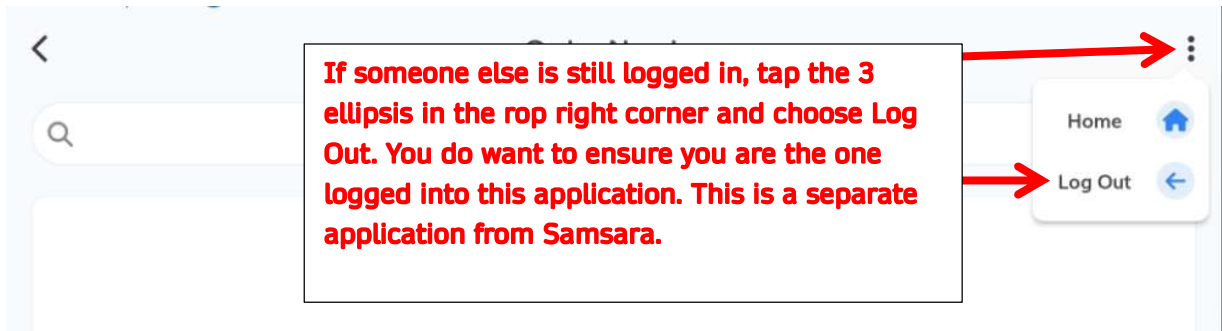 If someone else is still logged in, tap the 3
ellipsis in the rop right corner and choose Log
Out. You do want to ensure you are the one
logged into this application. This is a separate
application from Samsara.
Home
Log Out